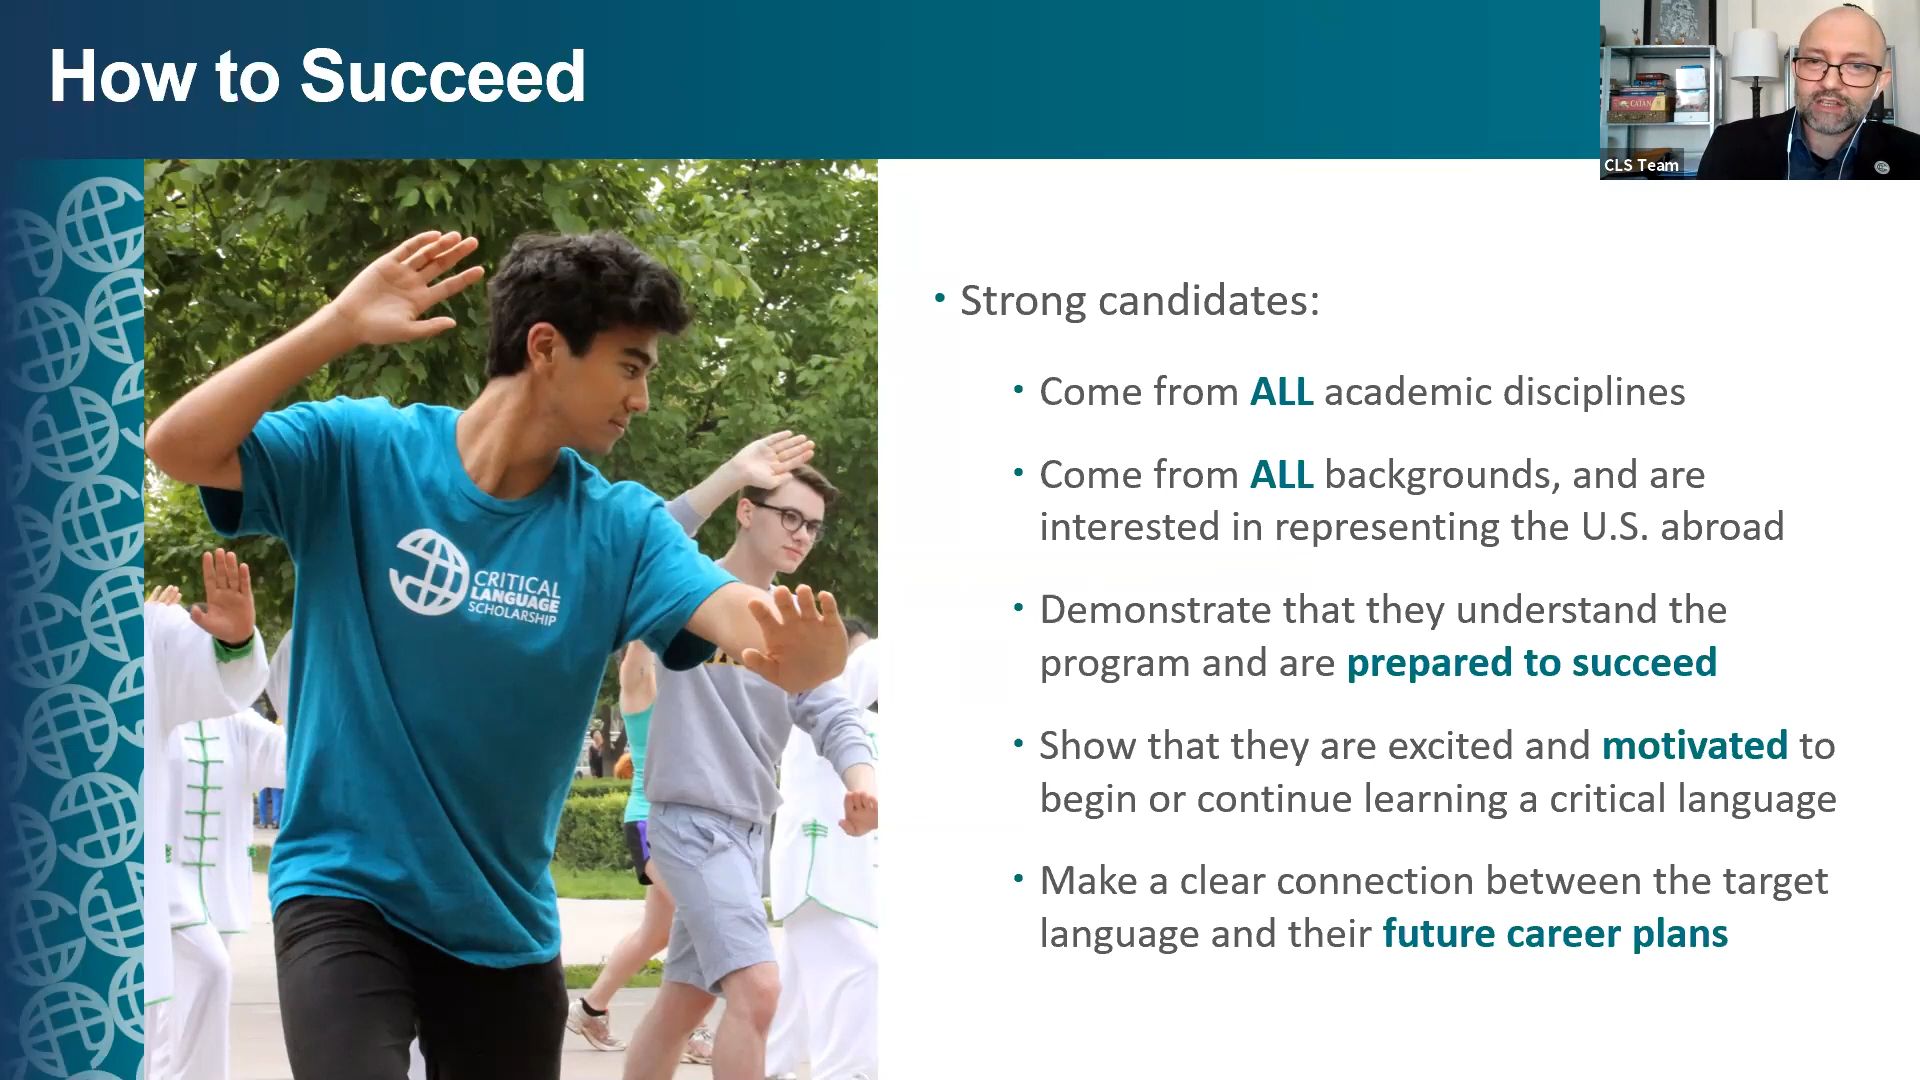 How to Succeed
CATAN
CLS Team
CRITICAL
LANGUAGE
SCHOLARSHIP
• Strong candidates:
• Come from ALL academic disciplines
• Come from ALL backgrounds, and are
interested in representing the U.S. abroad
• Demonstrate that they understand the
program and are prepared to succeed
• Show that they are excited and motivated to
begin or continue learning a critical language
• Make a clear connection between the target
language and their future career plans